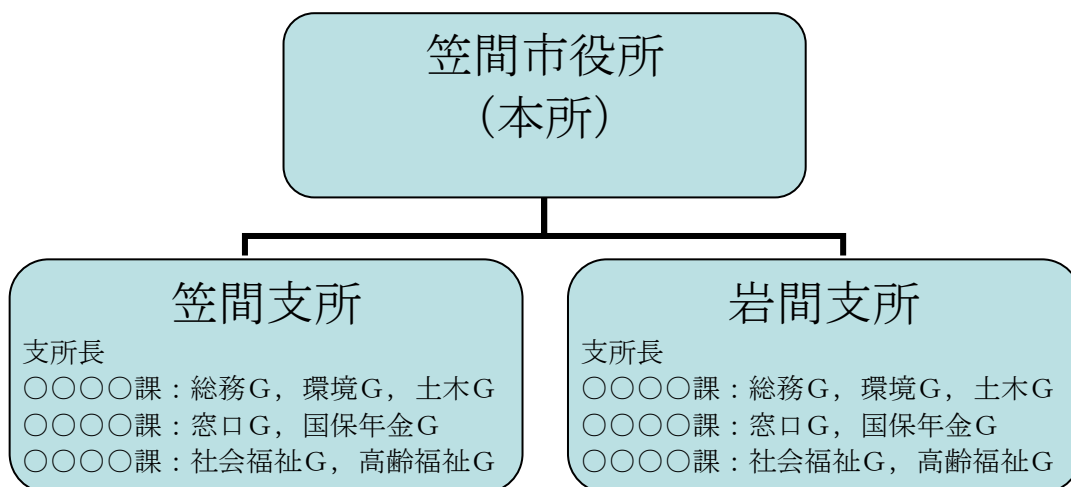 笠間市役所
（本所）
笠間支所
支所長
○○○○課：総務Ｇ，環境Ｇ，土木Ｇ
○○○○課：窓口Ｇ，国保年金Ｇ
○○○○課：社会福祉Ｇ，高齢福祉Ｇ
岩間支所
支所長
○○○○課：総務Ｇ，環境Ｇ，土木Ｇ
○○○○課：窓口Ｇ，国保年金Ｇ
○○○○課：社会福祉Ｇ，高齢福祉Ｇ